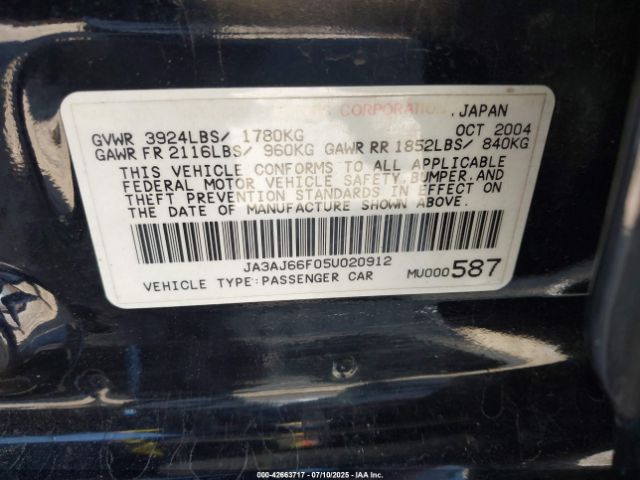 CORPORATION, JAPAN
GVWR 3924LBS/ 1780KG OCT 2004
GAWR FR 2116LBS/ 960KG GAWR RR 1852LBS/ 840KG
THIS VEHICLE CONFORMS TO ALL APPLICABLE
FEDERAL MOTOR VEHICLE SAFETY,BUMPER,AND
THEFT PREVENTION STANDARDS IN EFFECT ON
THE DATE OF MANUFACTURE SHOWN ABOVE.
JA3AJ66F05U020912
VEHICLE TYPE:PASSENGER CAR MU000587
000-42663717 - 07/10/2025 - IAAI.COM